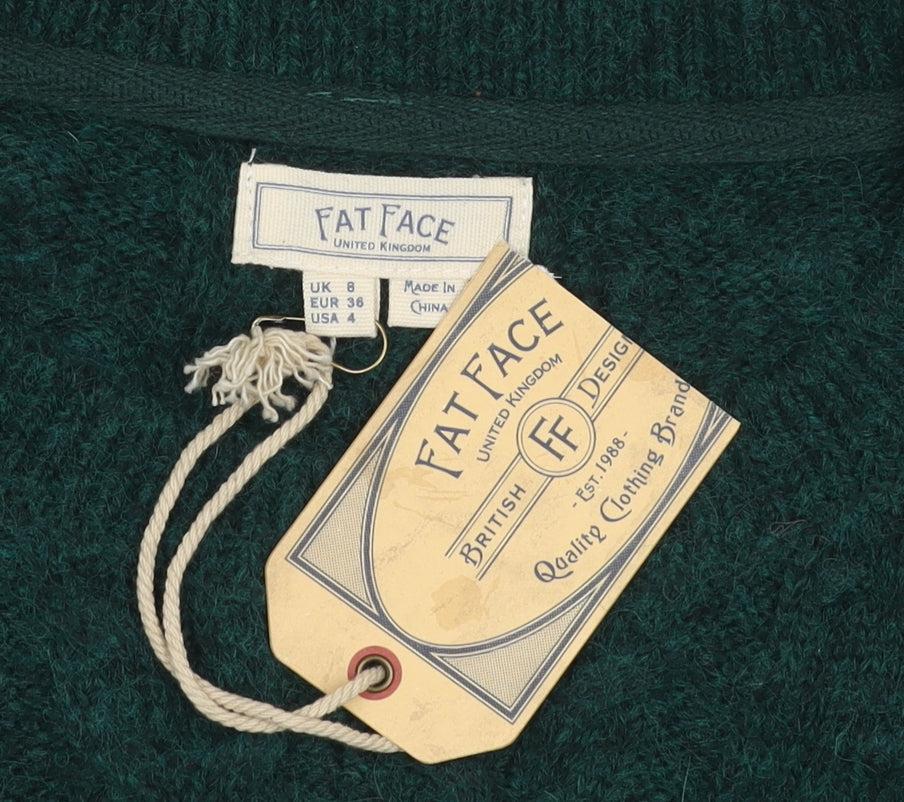 FAT FACE
UNITED KINGDOM
UK 8
EUR 36
USA 4
MADE IN
CHINA
FAT FACE
UNITED KINGDOM
BRITISH FF DESIGN
- EST. 1988 -
Quality Clothing Brand